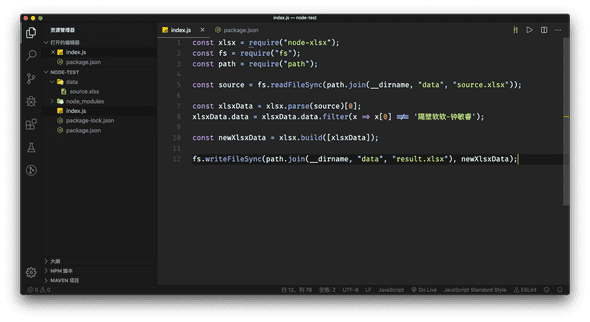 index.js — node-test
资源管理器
打开的编辑器
index.js
package.json
NODE-TEST
data
source.xlsx
node_modules
index.js
package-lock.json
package.json
大纲
NPM 脚本
MAVEN 项目
index.js
package.json
1 const xlsx = require("node-xlsx");
2 const fs = require("fs");
3 const path = require("path");
4
5 const source = fs.readFileSync(path.join(__dirname, "data", "source.xlsx"));
6
7 const xlsxData = xlsx.parse(source)[0];
8 xlsxData.data = xlsxData.data.filter(x => x[0] !== '隔壁软软-钟敏睿');
9
10 const newXlsxData = xlsx.build([xlsxData]);
11
12 fs.writeFileSync(path.join(__dirname, "data", "result.xlsx"), newXlsxData);
0 0
行 12, 列 76
空格: 2
UTF-8
LF
JavaScript
Go Live
JavaScript Standard Style
ESLint